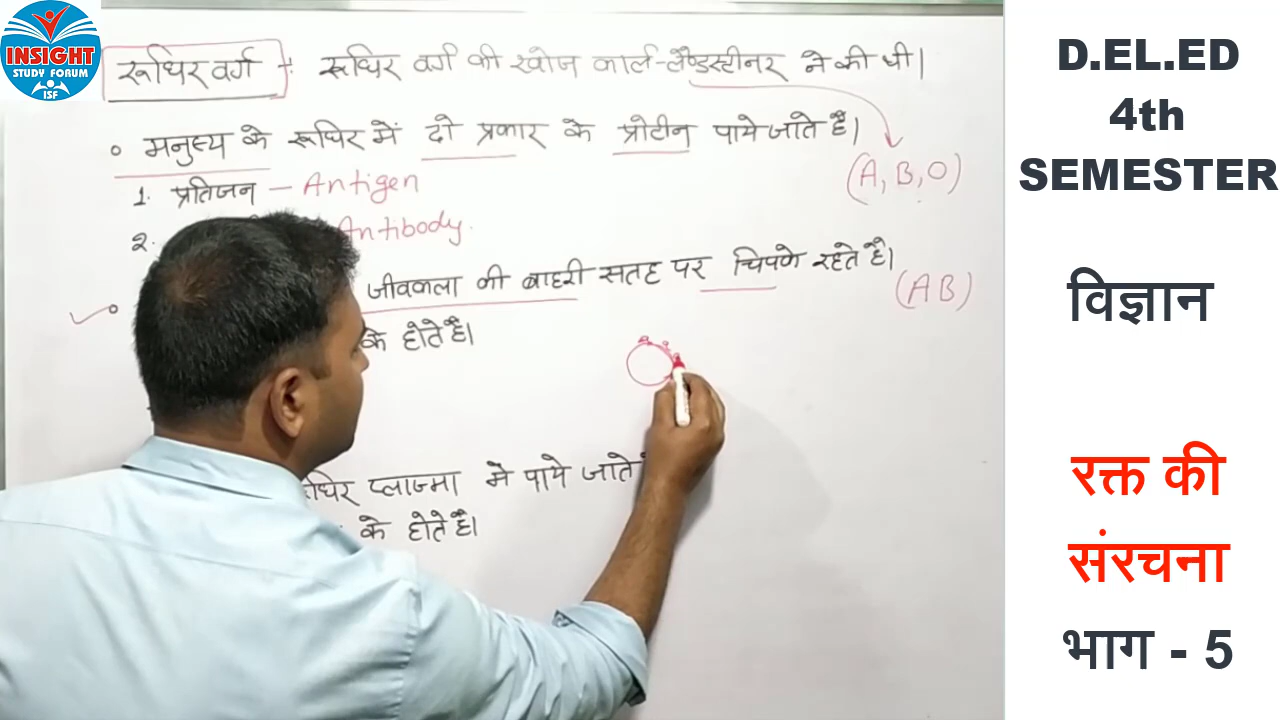 INSIGHT
STUDY FORUM
ISF
रूधिर वर्ग :- रूधिर वर्ग की खोज कार्ल-लैण्डस्टीनर ने की थी।
• मनुष्य के रूधिर में दो प्रकार के प्रोटीन पाये जाते हैं।
(A, B, O)
1. प्रतिजन - Antigen
2. Antibody.
जीवकला की बाहरी सतह पर चिपके रहते है।
(AB)
के होते है।
रूधिर प्लाज्मा मे पाये जाते
के होते है।
D.EL.ED
4th
SEMESTER
विज्ञान
रक्त की
संरचना
भाग - 5